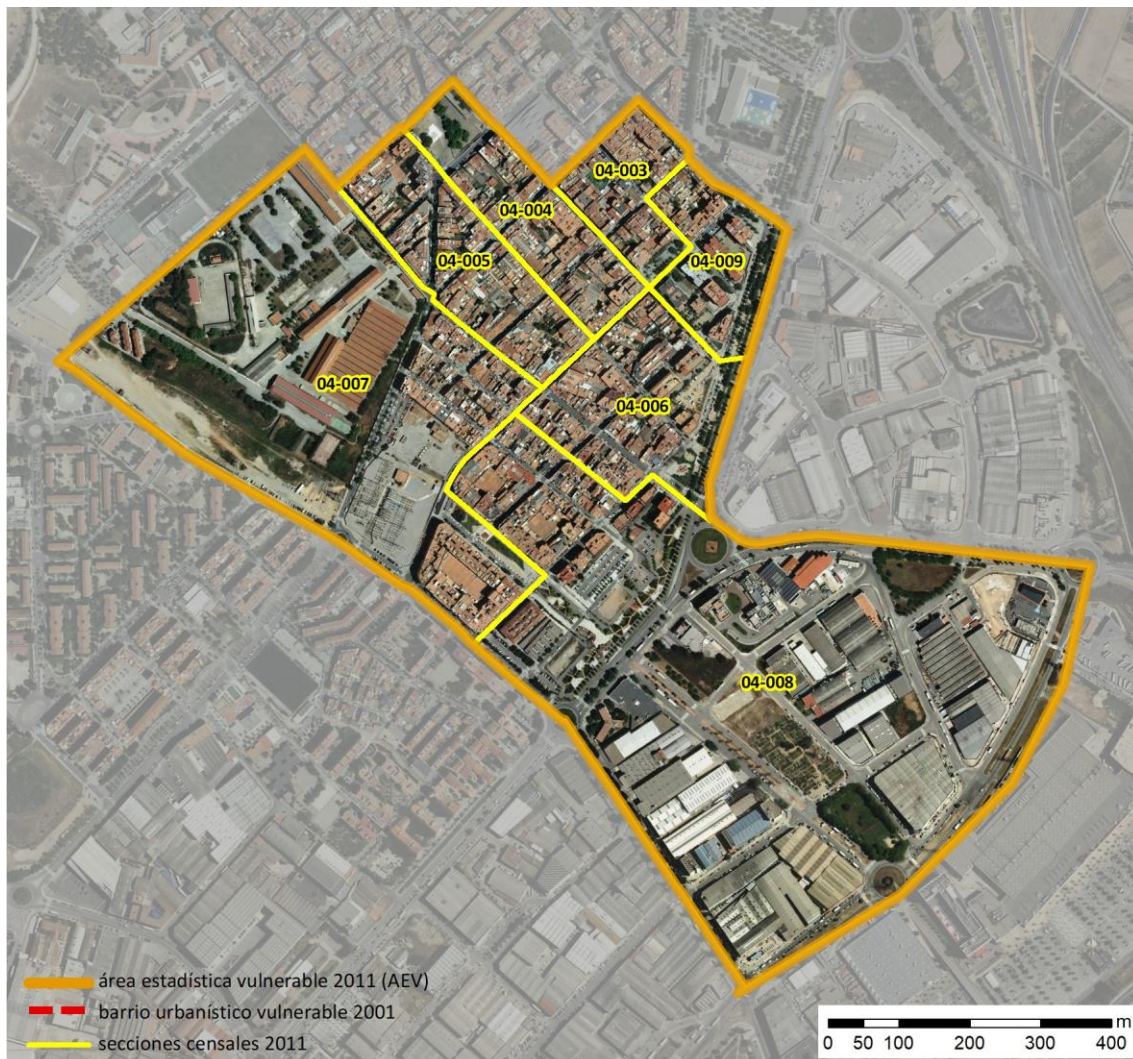 04-003
04-004
04-009
04-005
04-007
04-006
04-008
área estadística vulnerable 2011 (AEV)
barrio urbanístico vulnerable 2001
secciones censales 2011
m
0 50 100 200 300 400